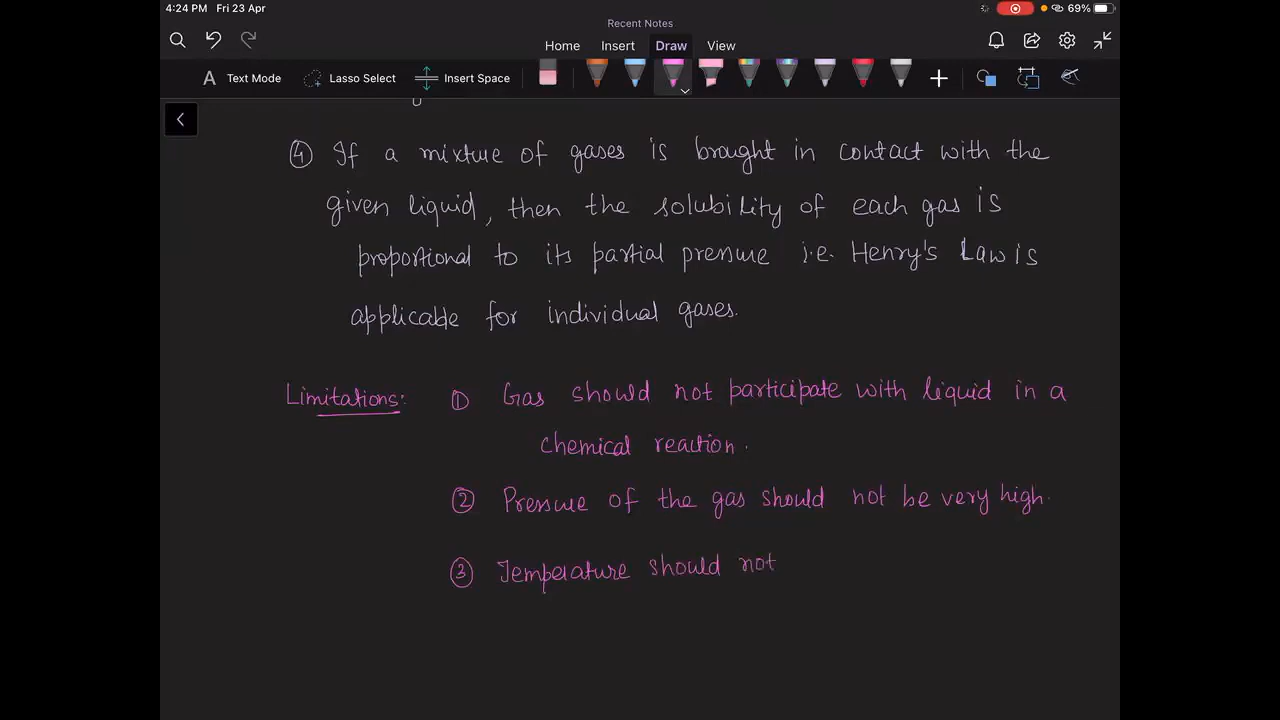 4:24 PM Fri 23 Apr
69%
Recent Notes
Home Insert Draw View
Text Mode Lasso Select Insert Space
④ If a mixture of gases is brought in contact with the
given liquid, then the solubility of each gas is
proportional to its partial pressure i.e. Henry's Law is
applicable for individual gases.
Limitations: ① Gas should not participate with liquid in a
chemical reaction.
② Pressure of the gas should not be very high.
③ Temperature should not